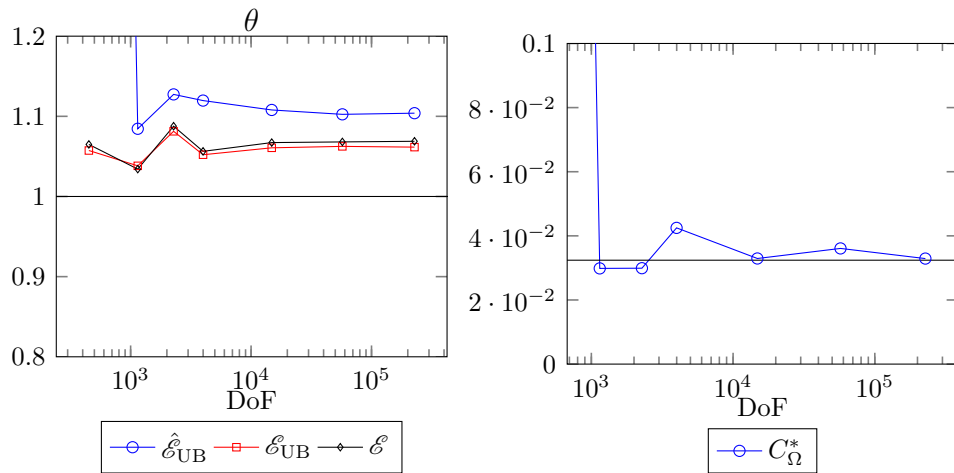 θ
1.2
1.1
1
0.9
0.8
10³ 10⁴ 10⁵
DoF
ℰ̂_UB ℰ_UB ℰ
0.1
8 · 10⁻²
6 · 10⁻²
4 · 10⁻²
2 · 10⁻²
0
10³ 10⁴ 10⁵
DoF
C*_Ω